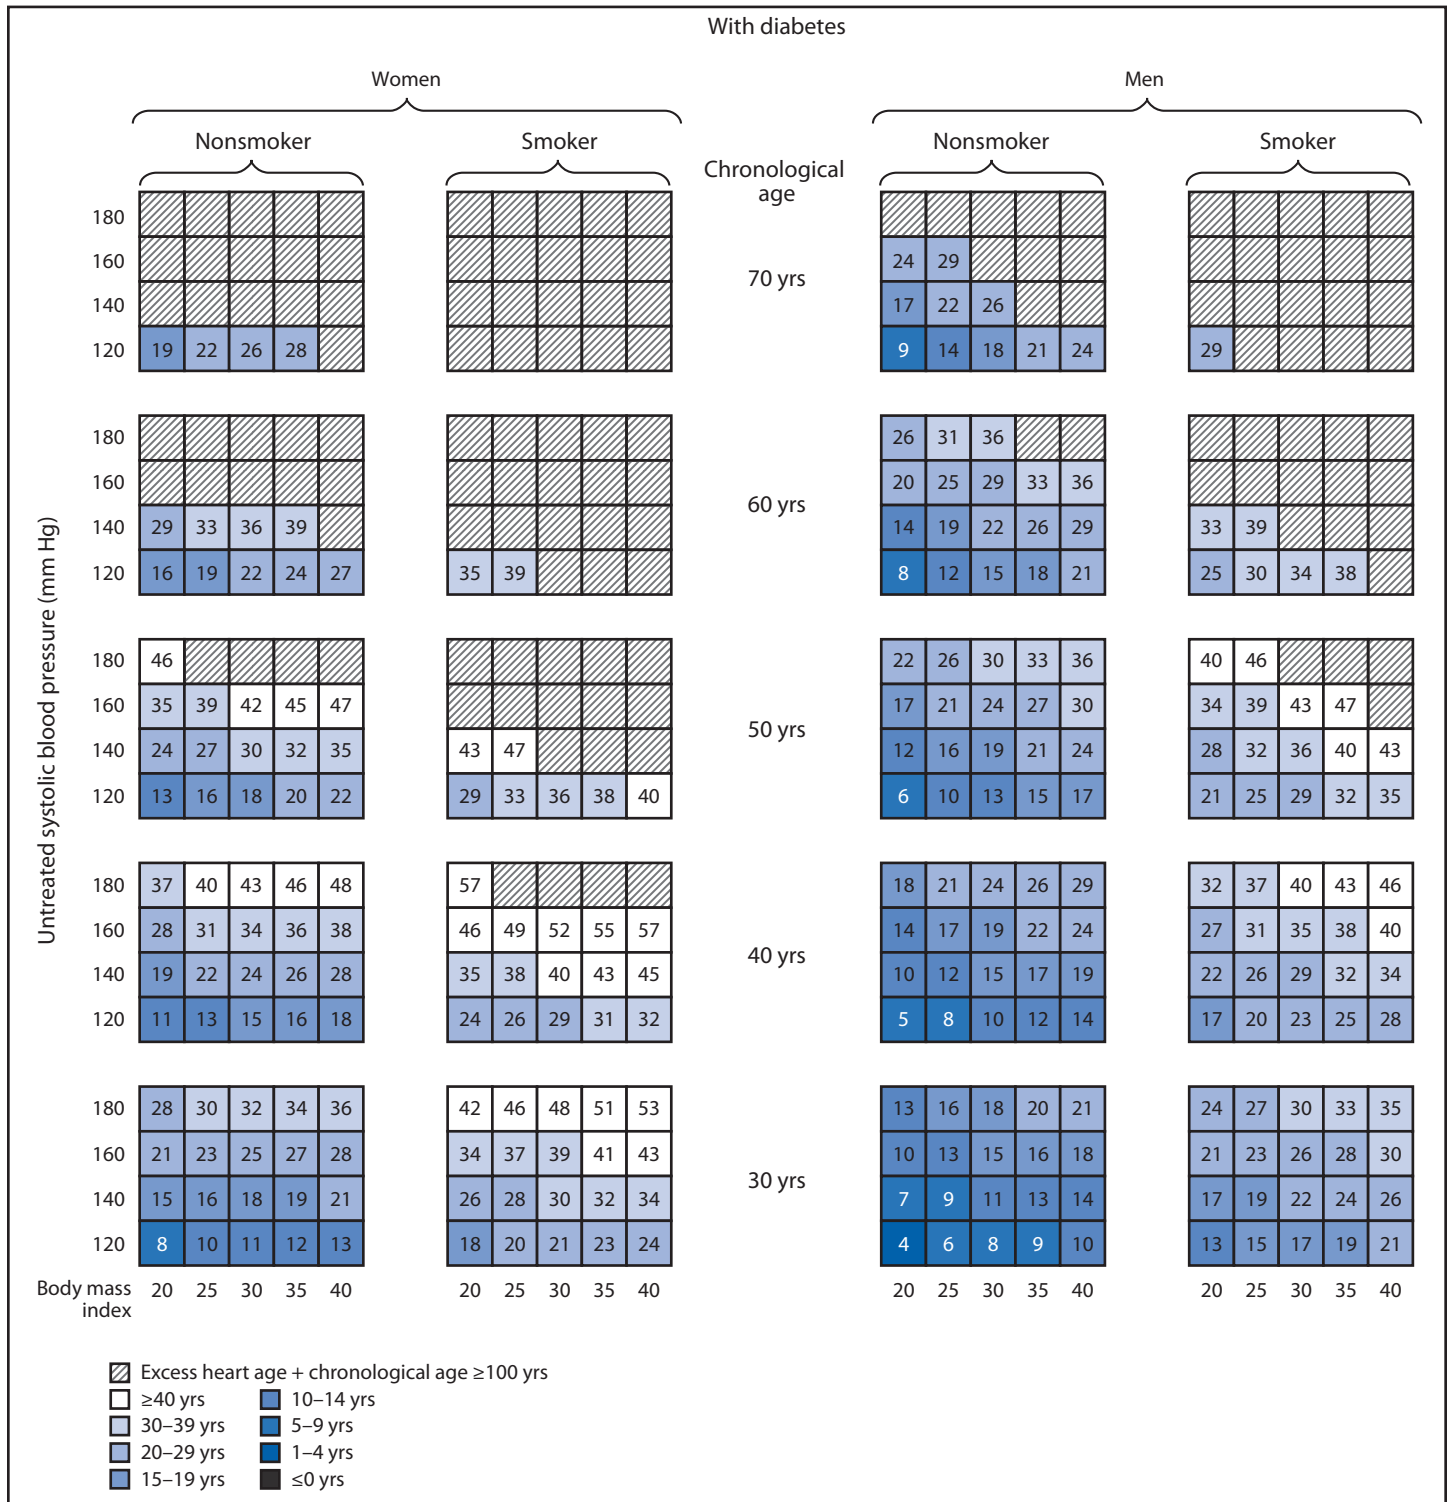 With diabetes
Women Men
Nonsmoker Smoker Nonsmoker Smoker
Chronological
age
Untreated systolic blood pressure (mm Hg)
180
160 24 29
70 yrs
140 17 22 26
120 19 22 26 28 9 14 18 21 24 29
180 26 31 36
160 20 25 29 33 36
60 yrs
140 29 33 36 39 14 19 22 26 29 33 39
120 16 19 22 24 27 35 39 8 12 15 18 21 25 30 34 38
180 46 22 26 30 33 36 40 46
160 35 39 42 45 47 17 21 24 27 30 34 39 43 47
50 yrs
140 24 27 30 32 35 43 47 12 16 19 21 24 28 32 36 40 43
120 13 16 18 20 22 29 33 36 38 40 6 10 13 15 17 21 25 29 32 35
180 37 40 43 46 48 57 18 21 24 26 29 32 37 40 43 46
160 28 31 34 36 38 46 49 52 55 57 14 17 19 22 24 27 31 35 38 40
40 yrs
140 19 22 24 26 28 35 38 40 43 45 10 12 15 17 19 22 26 29 32 34
120 11 13 15 16 18 24 26 29 31 32 5 8 10 12 14 17 20 23 25 28
180 28 30 32 34 36 42 46 48 51 53 13 16 18 20 21 24 27 30 33 35
160 21 23 25 27 28 34 37 39 41 43 10 13 15 16 18 21 23 26 28 30
30 yrs
140 15 16 18 19 21 26 28 30 32 34 7 9 11 13 14 17 19 22 24 26
120 8 10 11 12 13 18 20 21 23 24 4 6 8 9 10 13 15 17 19 21
Body mass
index
20 25 30 35 40 20 25 30 35 40 20 25 30 35 40 20 25 30 35 40
Excess heart age + chronological age ≥100 yrs
≥40 yrs 10–14 yrs
30–39 yrs 5–9 yrs
20–29 yrs 1–4 yrs
15–19 yrs ≤0 yrs